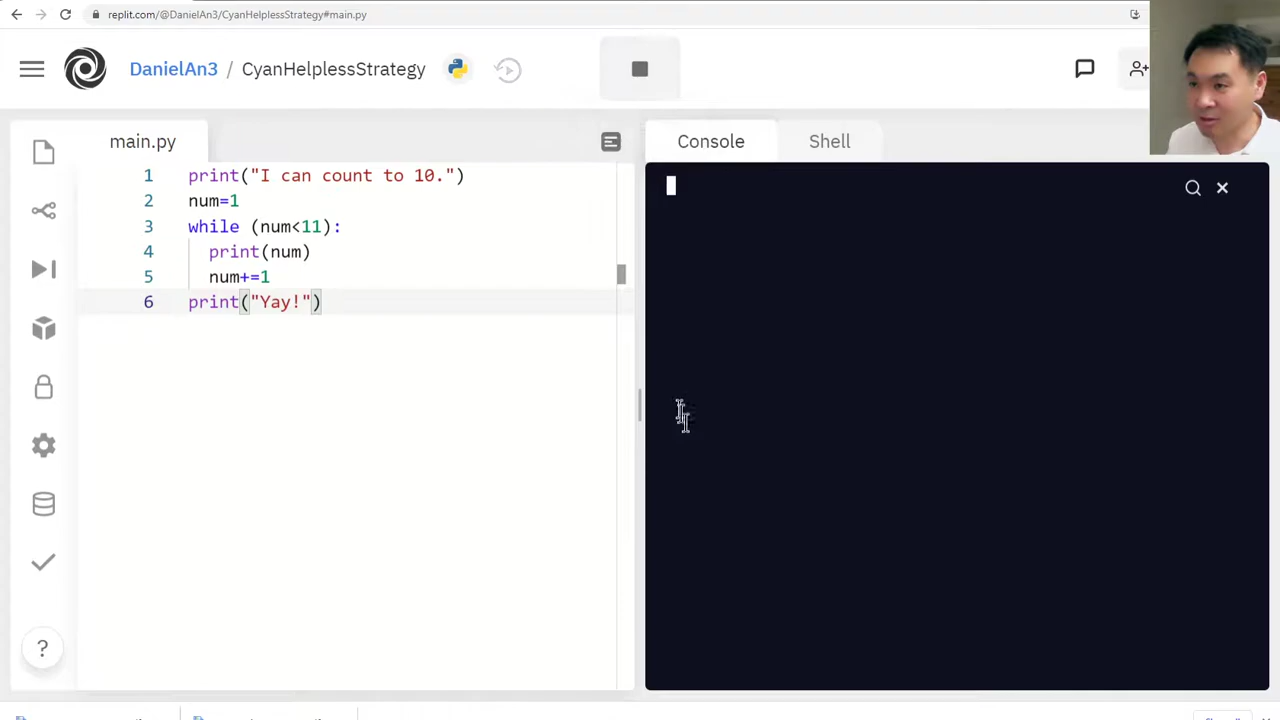 replit.com/@DanielAn3/CyanHelplessStrategy#main.py
DanielAn3 / CyanHelplessStrategy
main.py
Console
Shell
1 print("I can count to 10.")
2 num=1
3 while (num<11):
4 print(num)
5 num+=1
6 print("Yay!")
?